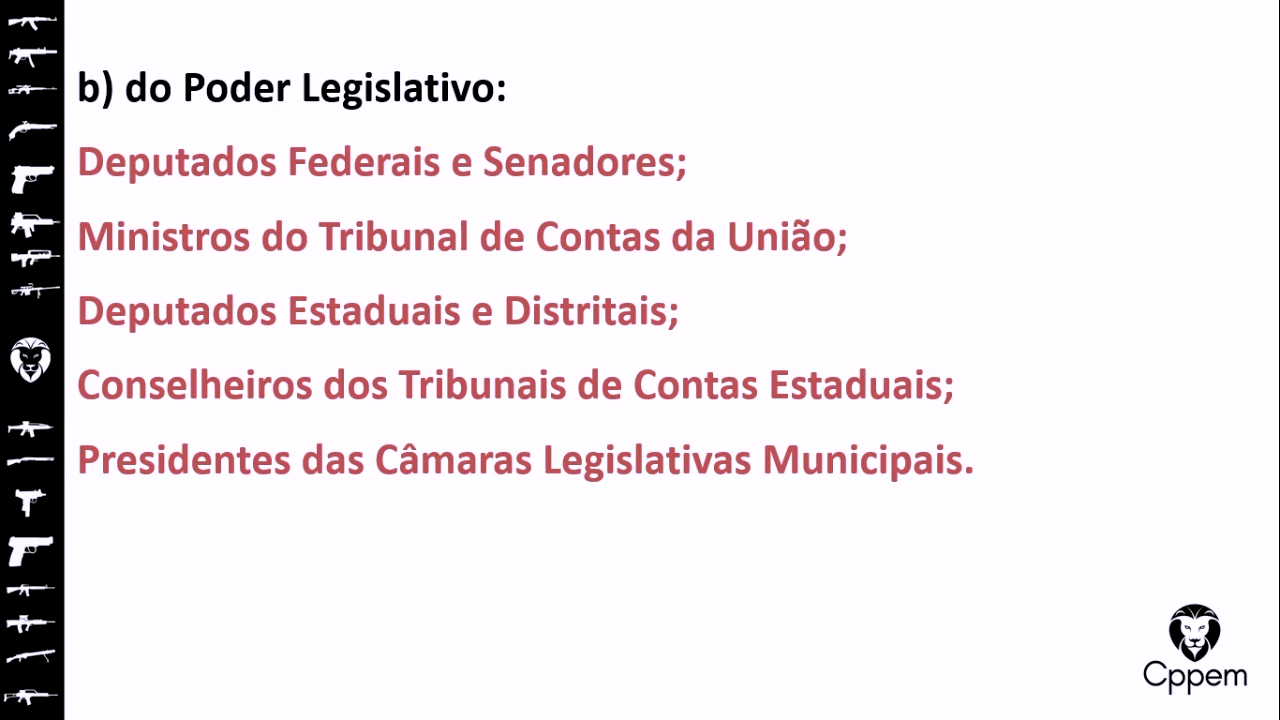 b) do Poder Legislativo:
Deputados Federais e Senadores;
Ministros do Tribunal de Contas da União;
Deputados Estaduais e Distritais;
Conselheiros dos Tribunais de Contas Estaduais;
Presidentes das Câmaras Legislativas Municipais.
Cppem